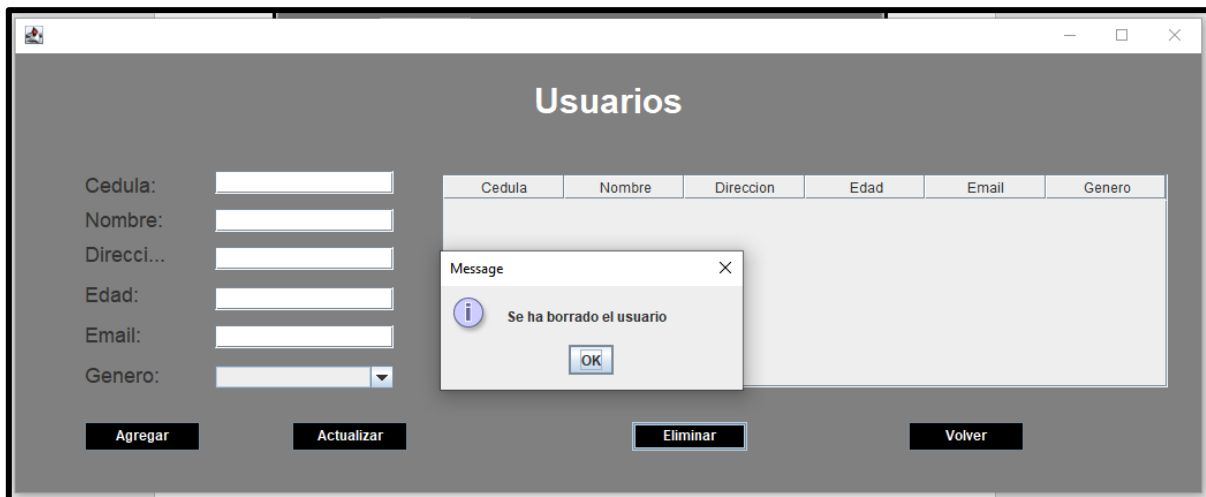 Usuarios
Cedula:
Nombre:
Direcci...
Edad:
Email:
Genero:
Cedula Nombre Direccion Edad Email Genero
Message
Se ha borrado el usuario
OK
Agregar Actualizar Eliminar Volver